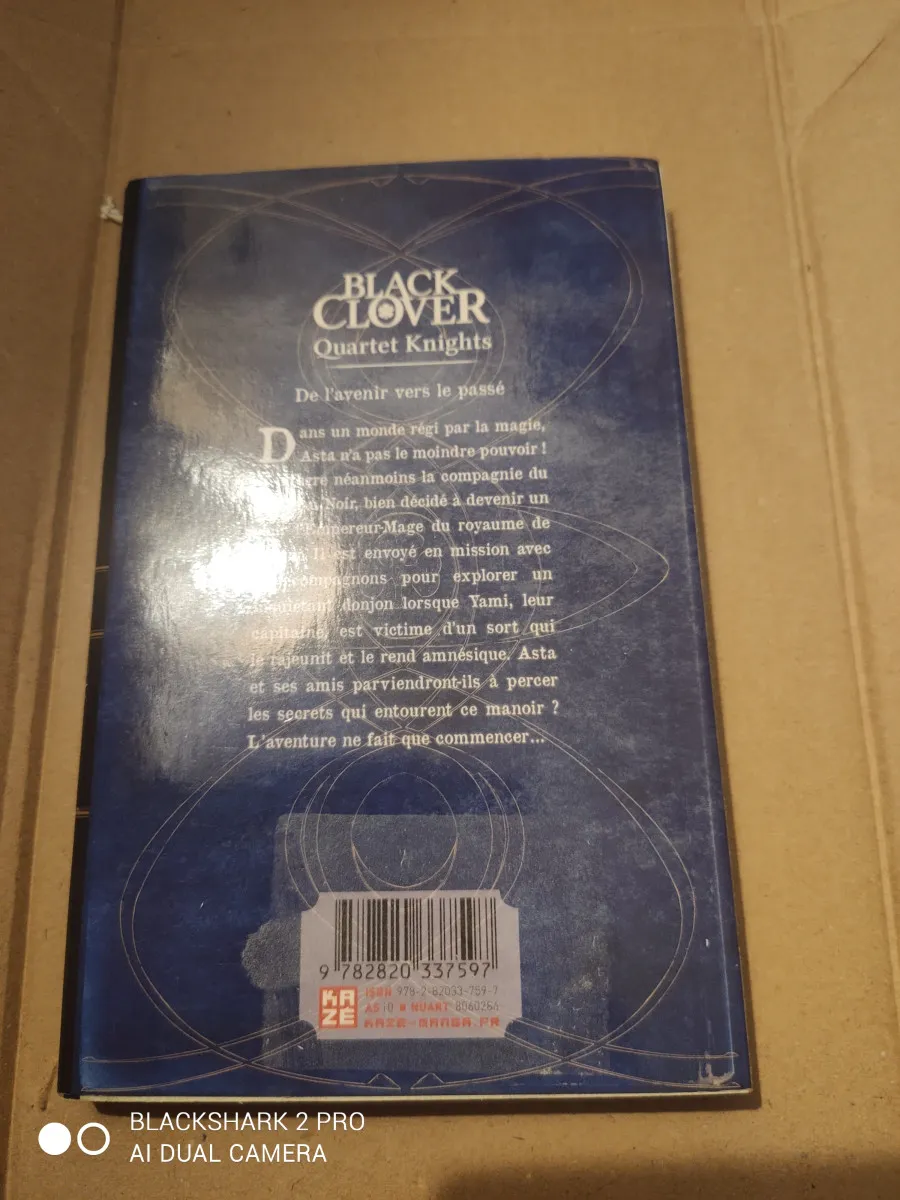 BLACK
CLOVER
Quartet Knights
De l'avenir vers le passé
Dans un monde régi par la magie,
Asta n'a pas le moindre pouvoir !
néanmoins la compagnie du
Noir, bien décidé à devenir un
l'Empereur-Mage du royaume de
Il est envoyé en mission avec
compagnons pour explorer un
inquiétant donjon lorsque Yami, leur
capitaine, est victime d'un sort qui
le rajeunit et le rend amnésique. Asta
et ses amis parviendront-ils à percer
les secrets qui entourent ce manoir ?
L'aventure ne fait que commencer...
9 782820 337597
KAZE
ISBN 978-2-82033-759-7
NUART 8060266
KAZE-MANGA.FR
BLACKSHARK 2 PRO
AI DUAL CAMERA